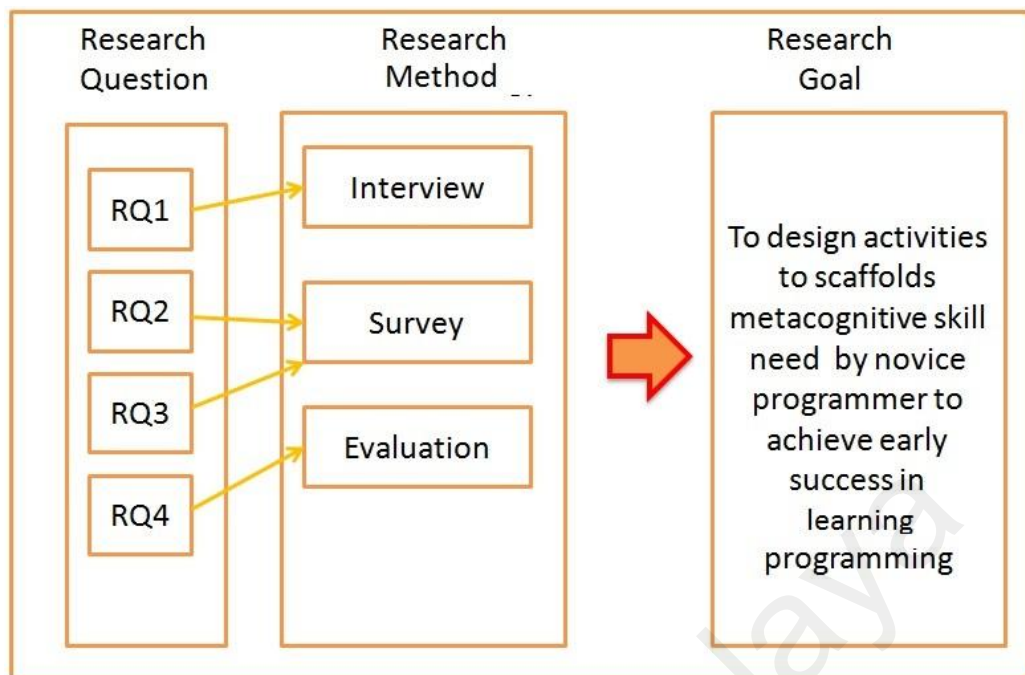 Research
Question
Research
Method
Research
Goal
RQ1
RQ2
RQ3
RQ4
Interview
Survey
Evaluation
To design activities
to scaffolds
metacognitive skill
need by novice
programmer to
achieve early
success in
learning
programming
laya